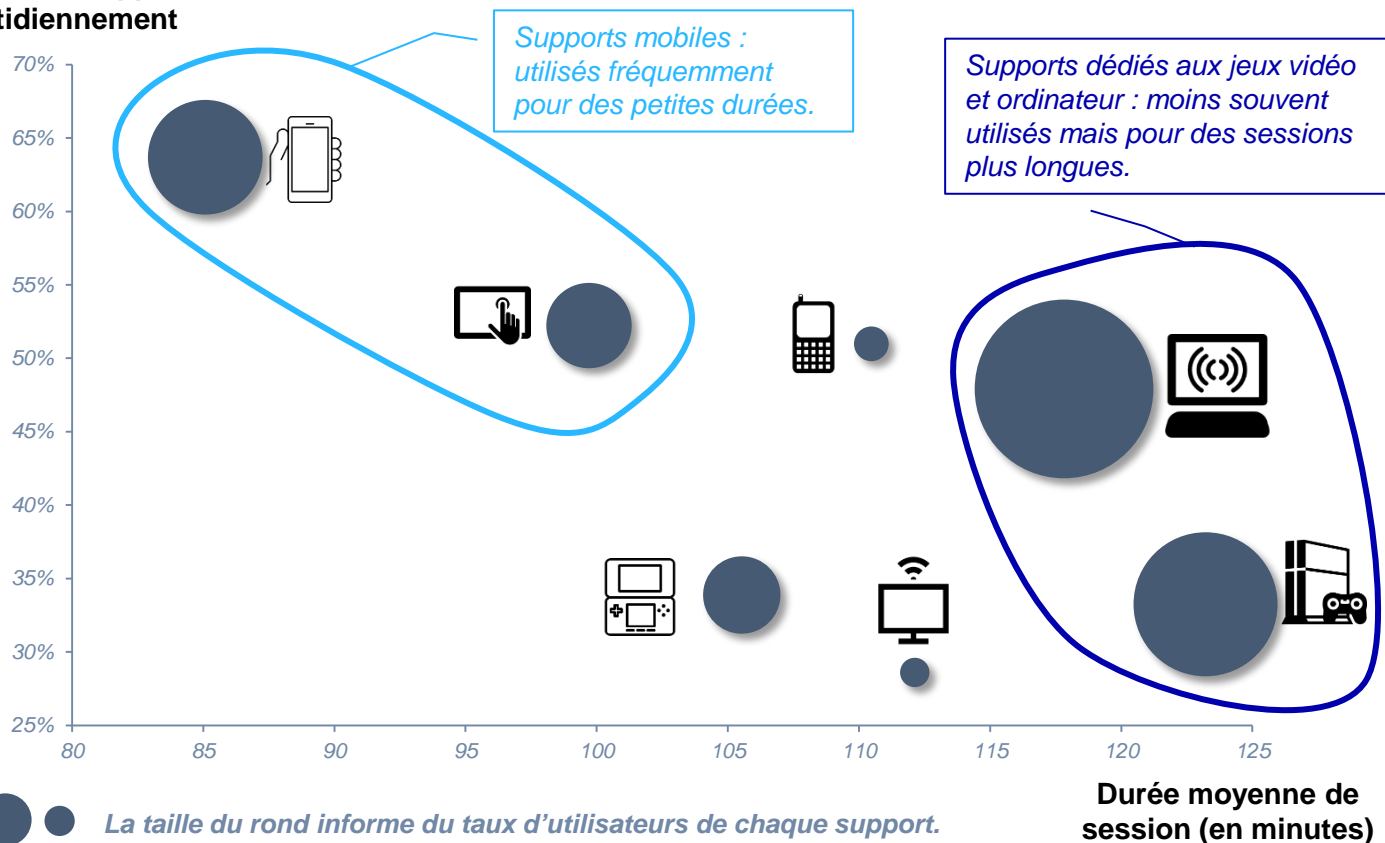 tidiennement
Supports mobiles :
utilisés fréquemment
pour des petites durées.
Supports dédiés aux jeux vidéo
et ordinateur : moins souvent
utilisés mais pour des sessions
plus longues.
70%
65%
60%
55%
50%
45%
40%
35%
30%
25%
80 85 90 95 100 105 110 115 120 125
Durée moyenne de
session (en minutes)
La taille du rond informe du taux d'utilisateurs de chaque support.